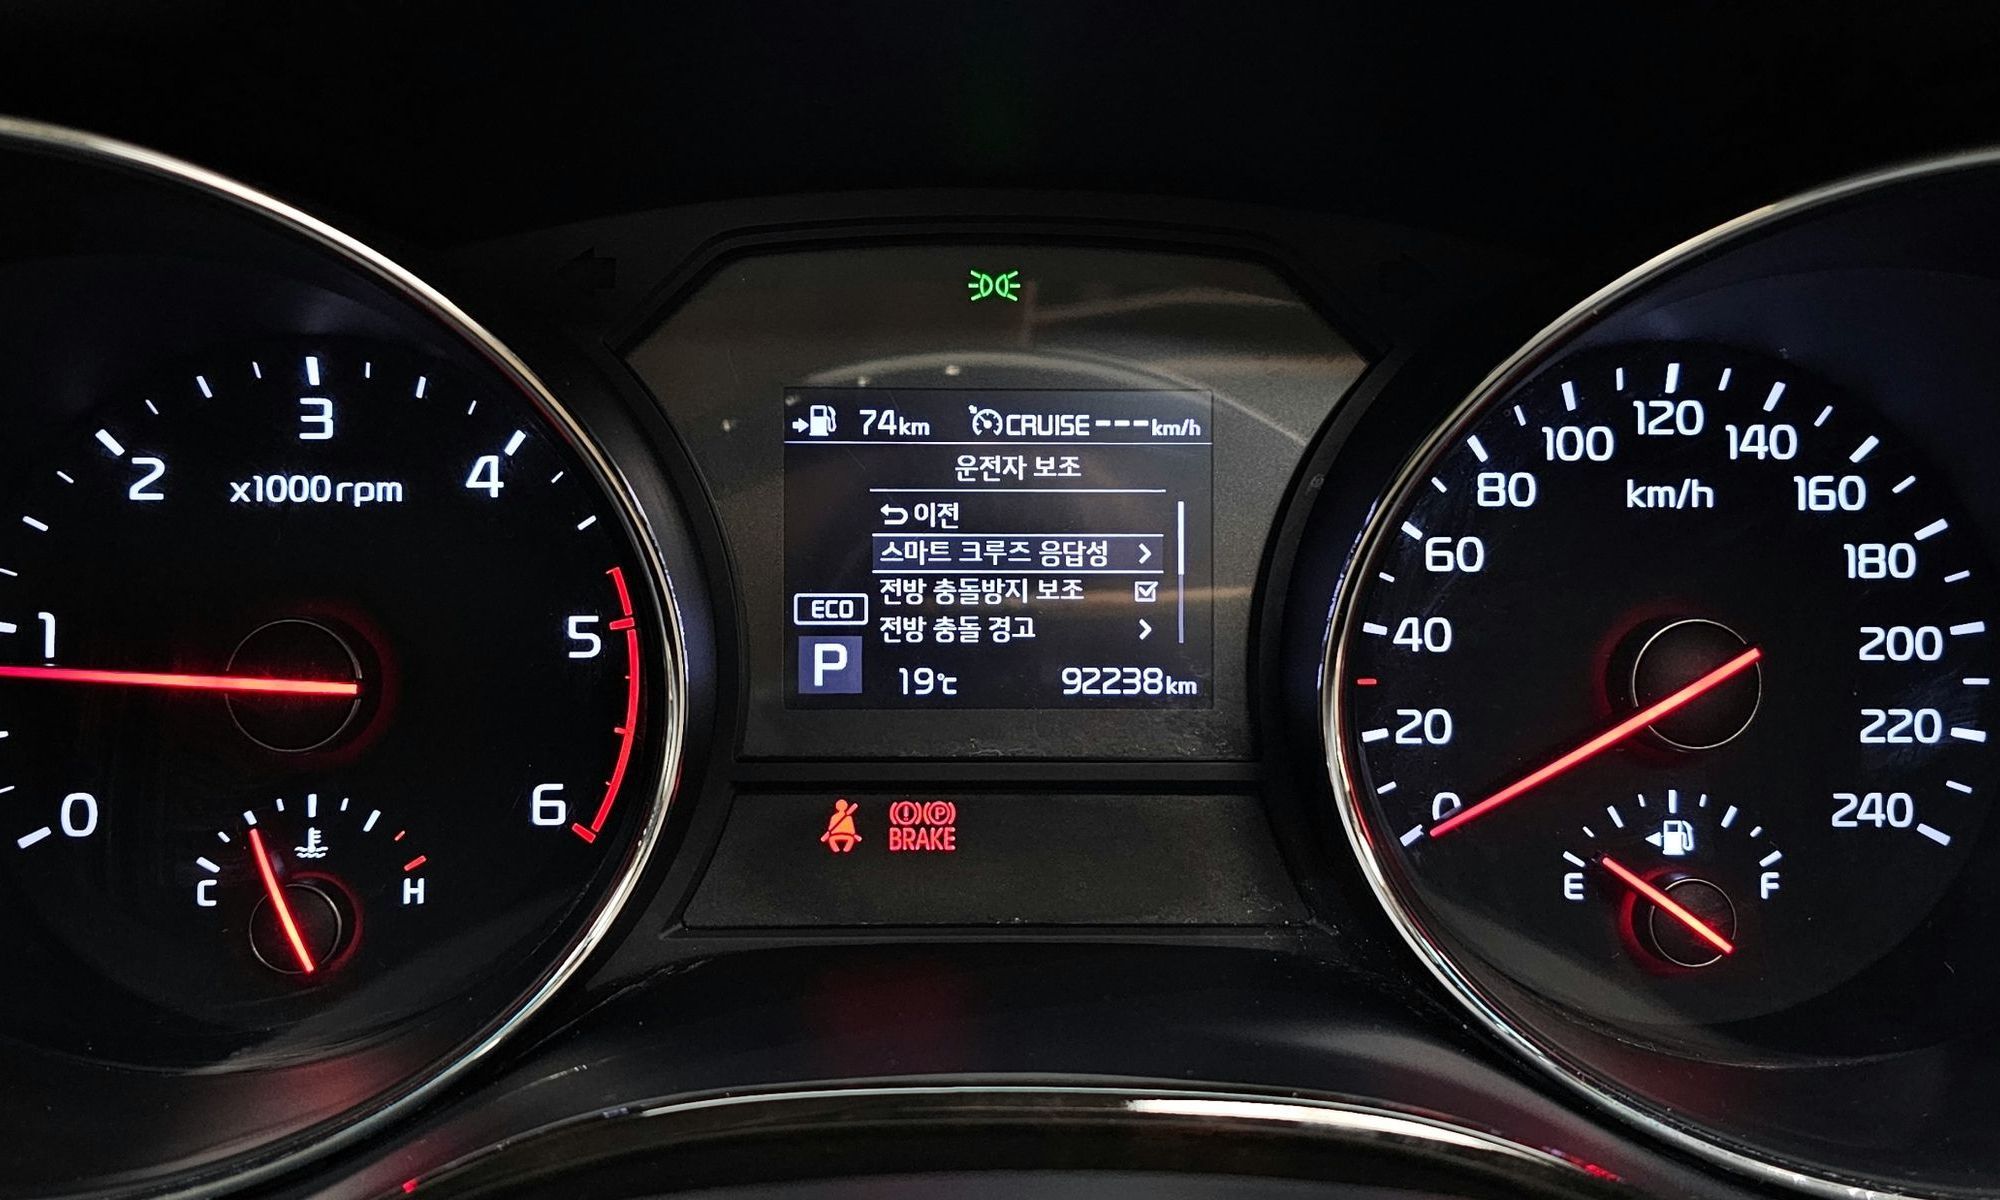 74km CRUISE---km/h
운전자 보조
이전
스마트 크루즈 응답성
전방 충돌방지 보조
전방 충돌 경고
ECO
P
19℃ 92238km
0 1 2 3 4 5 6
x1000rpm
C H
BRAKE
0 20 40 60 80 100 120 140 160 180 200 220 240
km/h
E F